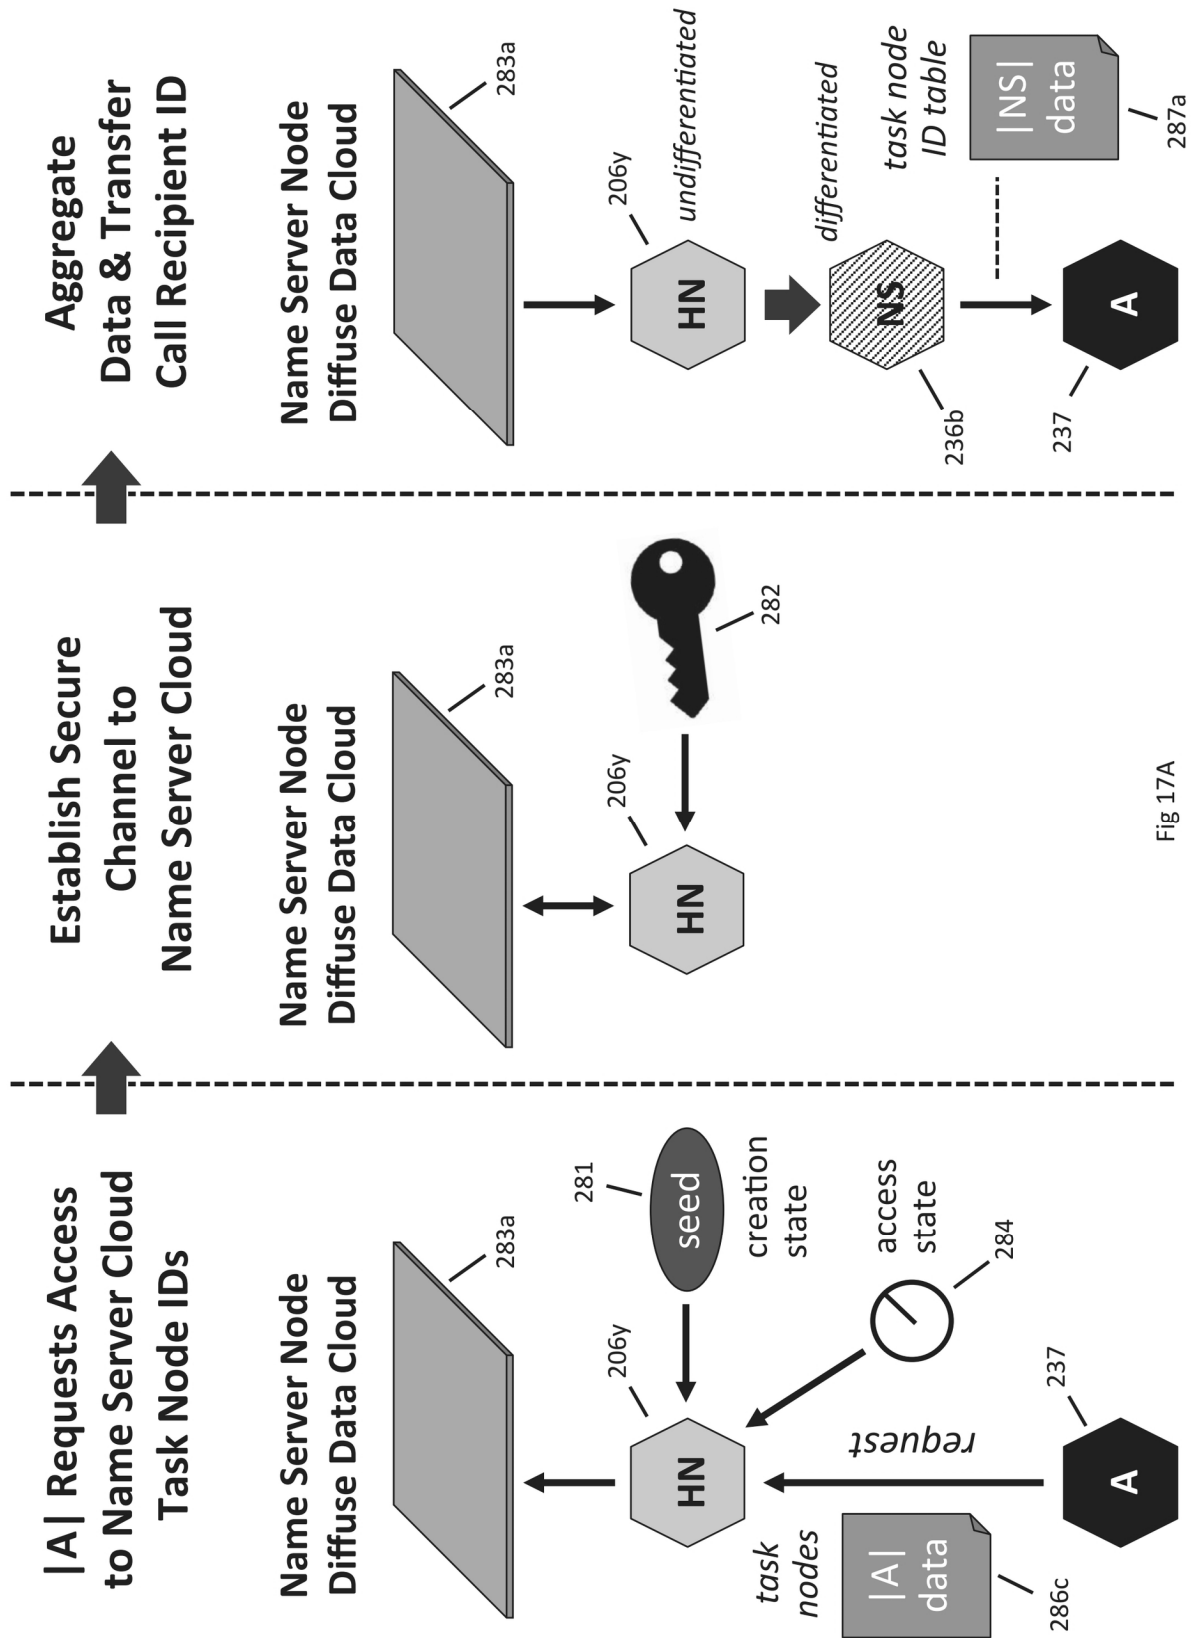 |A| Requests Access
to Name Server Cloud
Task Node IDs
Name Server Node
Diffuse Data Cloud
283a
206y
HN
281
seed
creation
state
access
state
284
request
task
nodes
|A|
data
286c
237
A
Establish Secure
Channel to
Name Server Cloud
Name Server Node
Diffuse Data Cloud
283a
206y
HN
282
Aggregate
Data & Transfer
Call Recipient ID
Name Server Node
Diffuse Data Cloud
283a
206y
HN
undifferentiated
differentiated
NS
236b
task node
ID table
|NS|
data
287a
237
A
Fig 17A